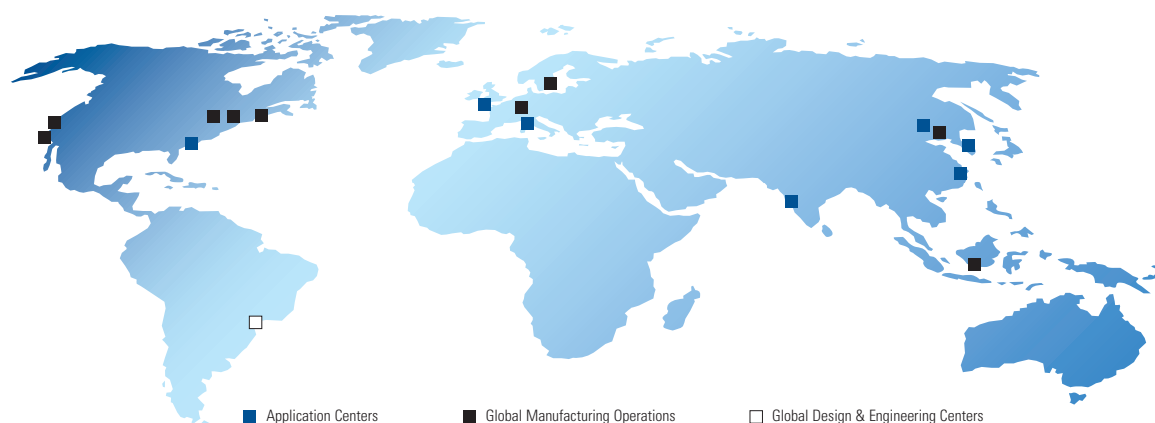 Application Centers
Global Manufacturing Operations
Global Design & Engineering Centers